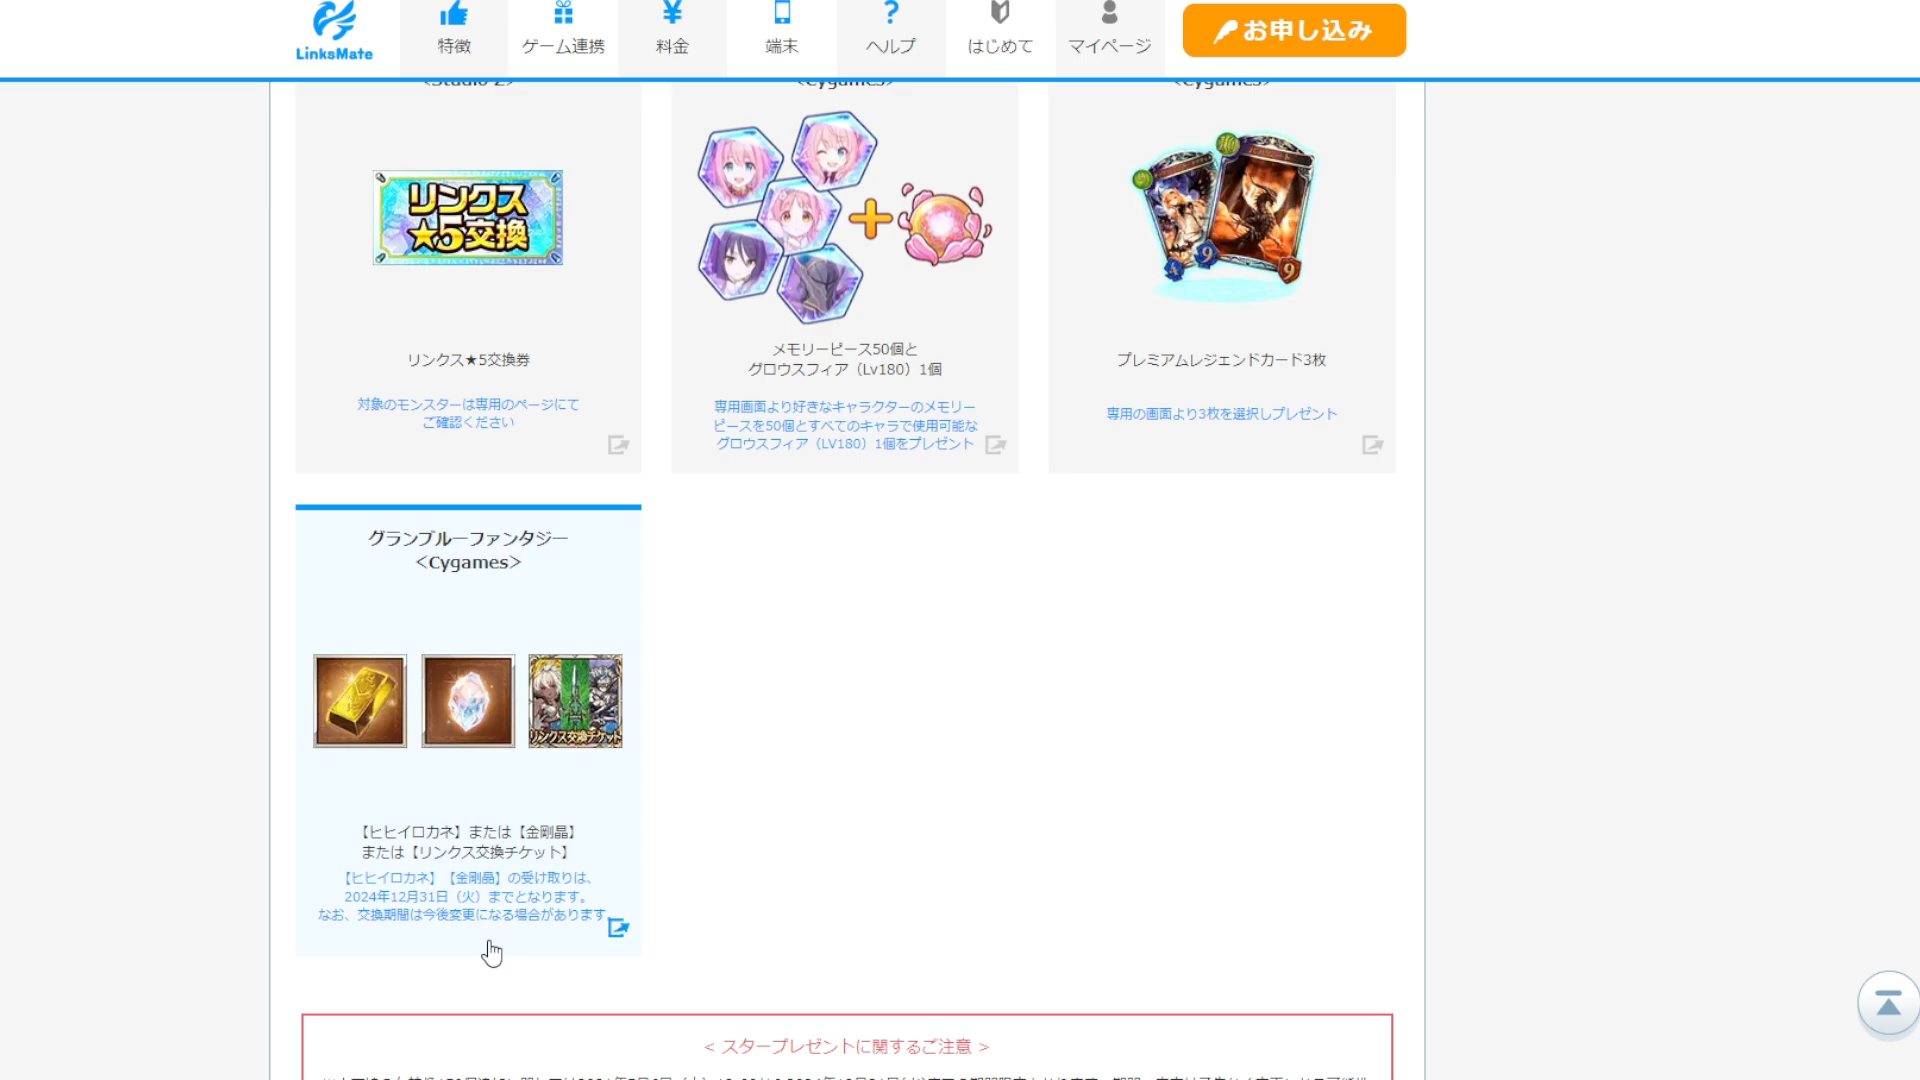 LinksMate
特徴
ゲーム連携
料金
端末
ヘルプ
はじめて
マイページ
お申し込み
<Studio Z>
<Cygames>
<Cygames>
リンクス
★5交換
10
4
9
9
リンクス★5交換券
対象のモンスターは専用のページにて
ご確認ください
メモリーピース50個と
グロウスフィア（Lv180）1個
専用画面より好きなキャラクターのメモリー
ピースを50個とすべてのキャラで使用可能な
グロウスフィア（LV180）1個をプレゼント
プレミアムレジェンドカード3枚
専用の画面より3枚を選択しプレゼント
グランブルーファンタジー
<Cygames>
リンクス交換チケット
【ヒヒイロカネ】または【金剛晶】
または【リンクス交換チケット】
【ヒヒイロカネ】【金剛晶】の受け取りは、
2024年12月31日（火）までとなります。
なお、交換期間は今後変更になる場合があります。
< スタープレゼントに関するご注意 >